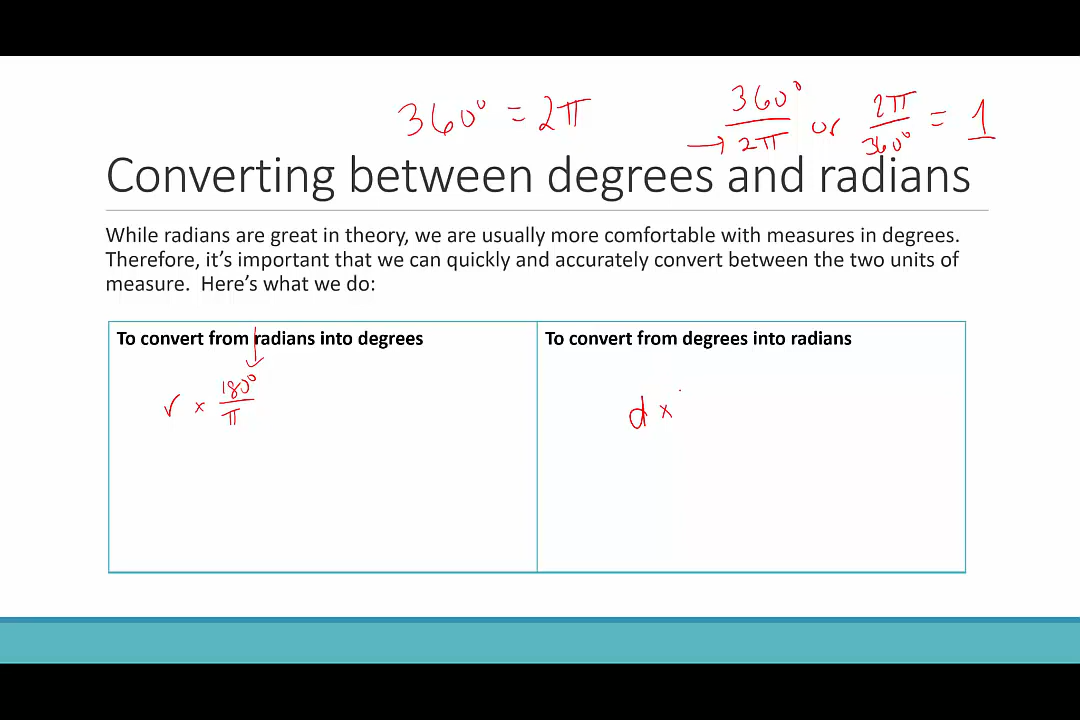 360° = 2π
360° / 2π or 2π / 360° = 1
Converting between degrees and radians
While radians are great in theory, we are usually more comfortable with measures in degrees.
Therefore, it's important that we can quickly and accurately convert between the two units of
measure.  Here's what we do:
To convert from radians into degrees
r × 180° / π
To convert from degrees into radians
d ×